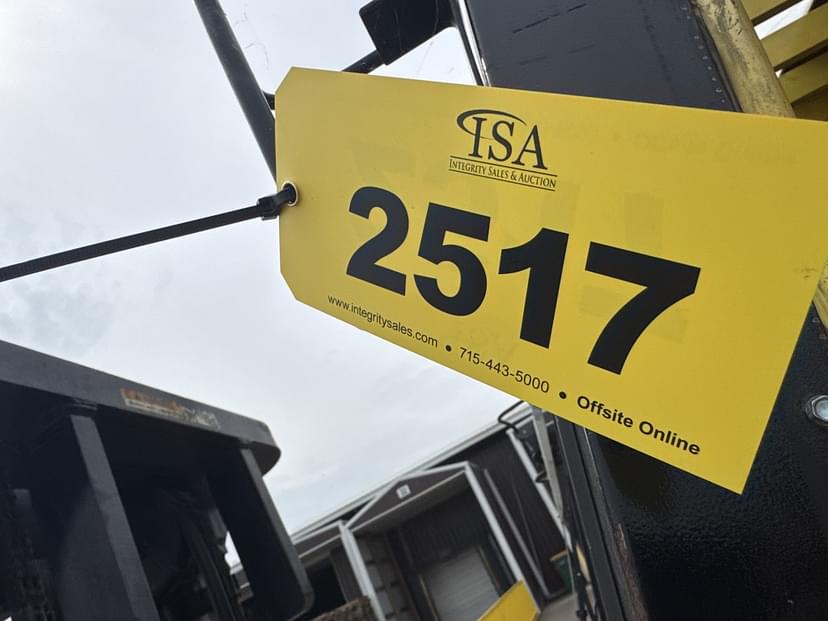 ISA
INTEGRITY SALES & AUCTION
2517
www.integritysales.com • 715-443-5000 • Offsite Online